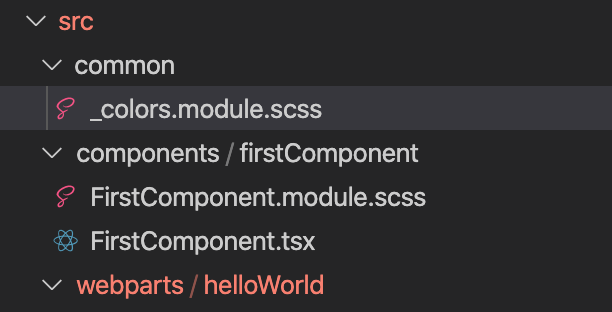 src
common
_colors.module.scss
components / firstComponent
FirstComponent.module.scss
FirstComponent.tsx
webparts / helloWorld